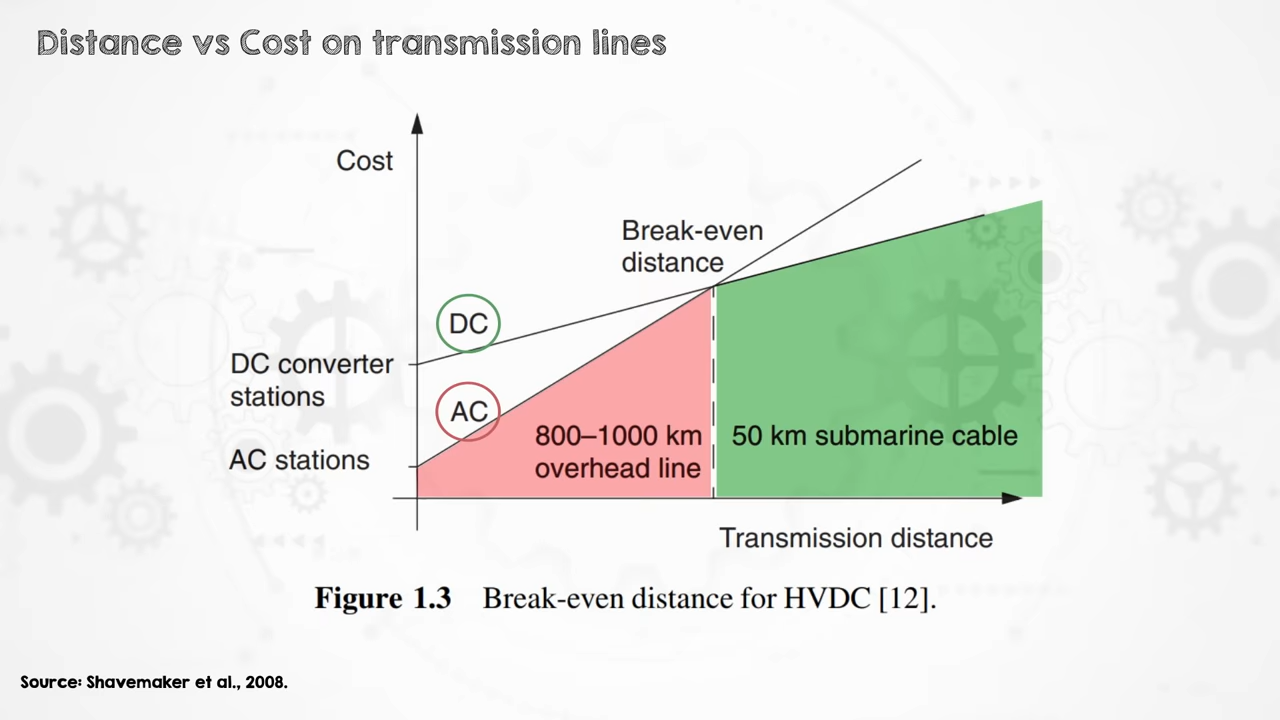 Distance vs Cost on transmission lines
Cost
Break-even
distance
DC
DC converter
stations
AC
AC stations
800–1000 km
overhead line
50 km submarine cable
Transmission distance
Figure 1.3 Break-even distance for HVDC [12].
Source: Shavemaker et al., 2008.